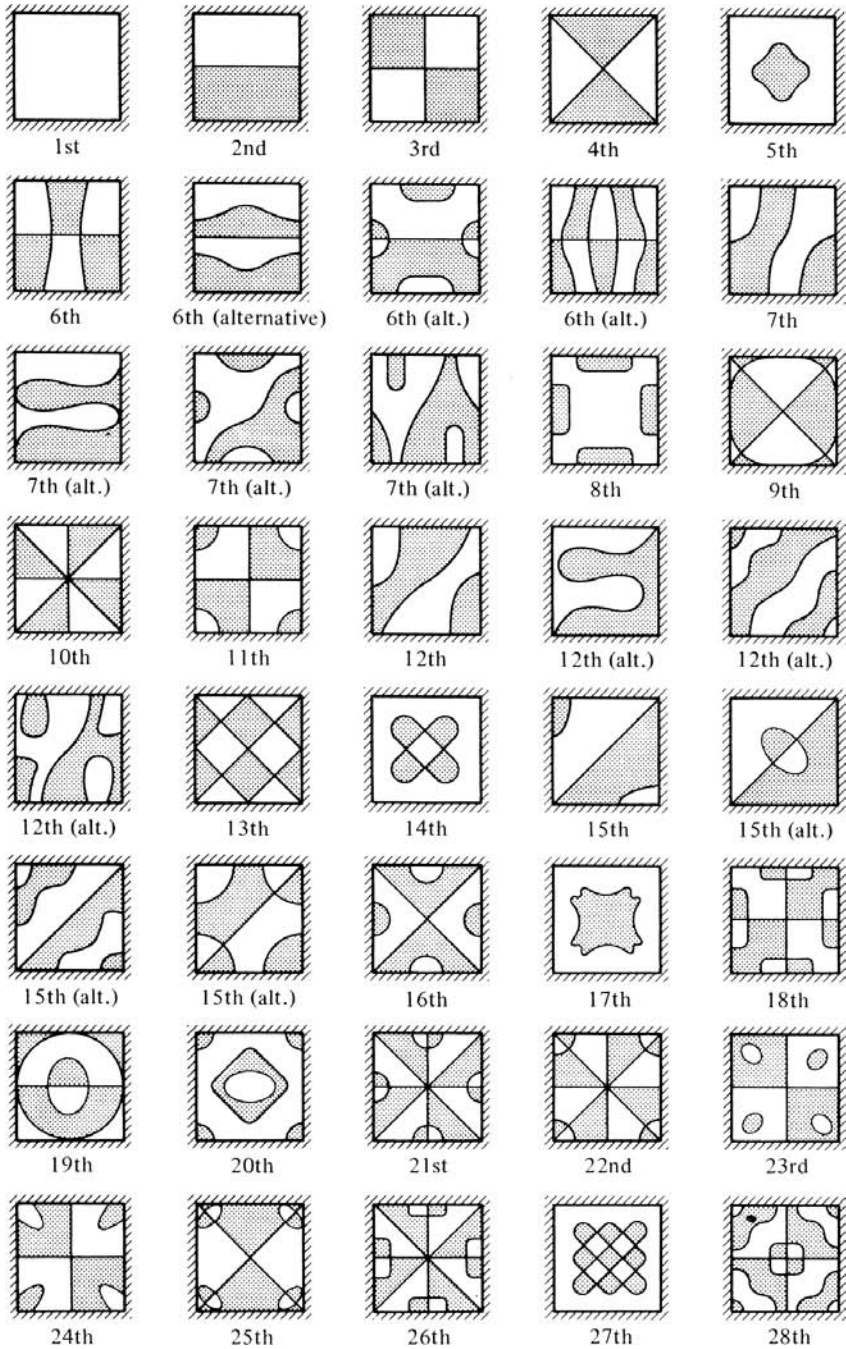 1st 2nd 3rd 4th 5th
6th 6th (alternative) 6th (alt.) 6th (alt.) 7th
7th (alt.) 7th (alt.) 7th (alt.) 8th 9th
10th 11th 12th 12th (alt.) 12th (alt.)
12th (alt.) 13th 14th 15th 15th (alt.)
15th (alt.) 15th (alt.) 16th 17th 18th
19th 20th 21st 22nd 23rd
24th 25th 26th 27th 28th